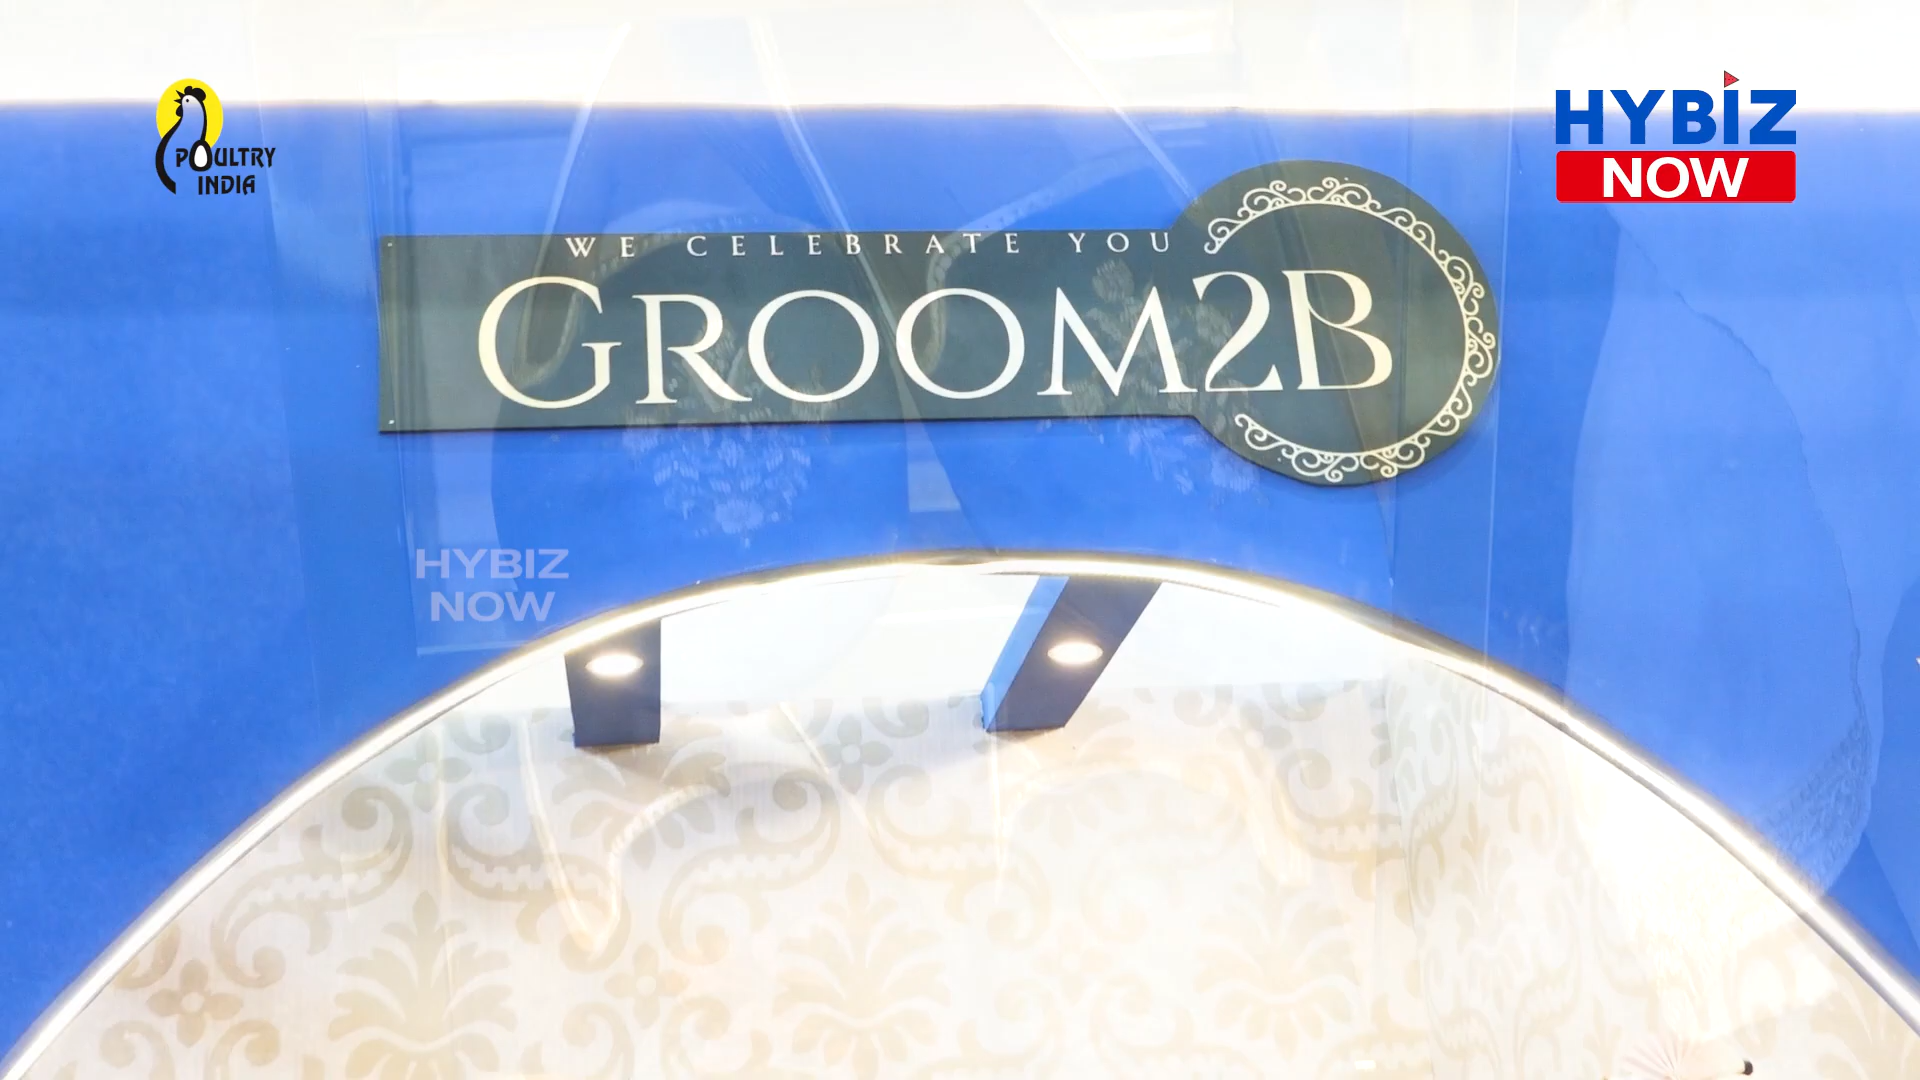 POULTRY
INDIA
HYBIZ
NOW
WE CELEBRATE YOU
GROOM2B
HYBIZ
NOW